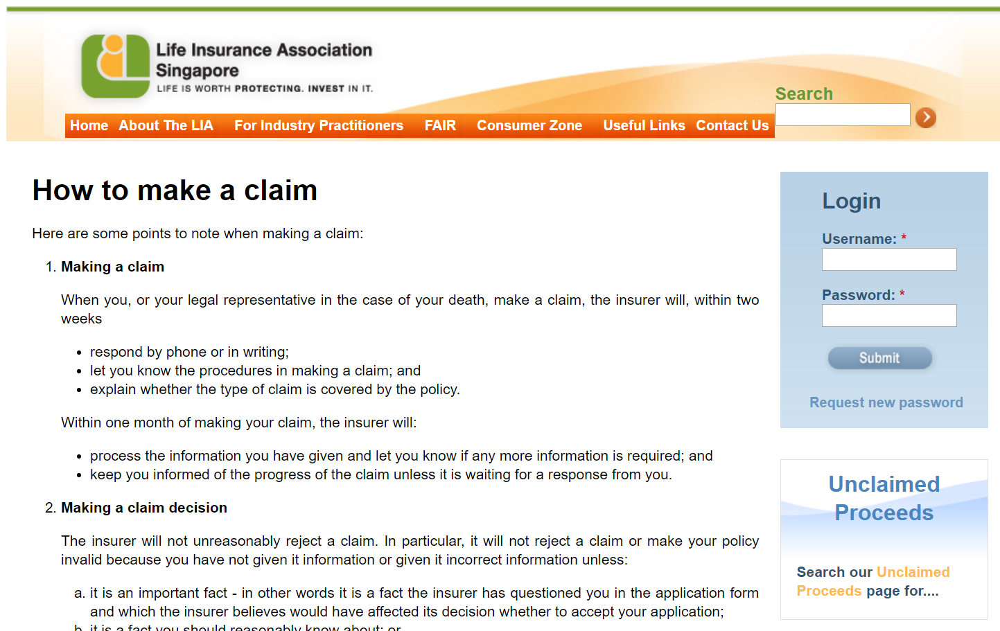 Life Insurance Association
Singapore
LIFE IS WORTH PROTECTING. INVEST IN IT.
Search
Home About The LIA For Industry Practitioners FAIR Consumer Zone Useful Links Contact Us
How to make a claim
Here are some points to note when making a claim:
1. Making a claim
When you, or your legal representative in the case of your death, make a claim, the insurer will, within two
weeks
• respond by phone or in writing;
• let you know the procedures in making a claim; and
• explain whether the type of claim is covered by the policy.
Within one month of making your claim, the insurer will:
• process the information you have given and let you know if any more information is required; and
• keep you informed of the progress of the claim unless it is waiting for a response from you.
2. Making a claim decision
The insurer will not unreasonably reject a claim. In particular, it will not reject a claim or make your policy
invalid because you have not given it information or given it incorrect information unless:
a. it is an important fact - in other words it is a fact the insurer has questioned you in the application form
and which the insurer believes would have affected its decision whether to accept your application;
b. it is a fact you should reasonably know about; or
Login
Username: *
Password: *
Submit
Request new password
Unclaimed
Proceeds
Search our Unclaimed
Proceeds page for....